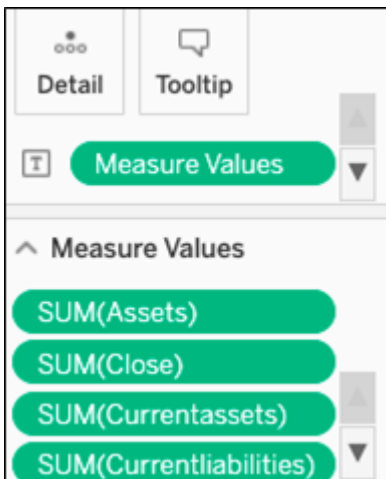 Detail Tooltip
T Measure Values
Measure Values
SUM(Assets)
SUM(Close)
SUM(Currentassets)
SUM(Currentliabilities)